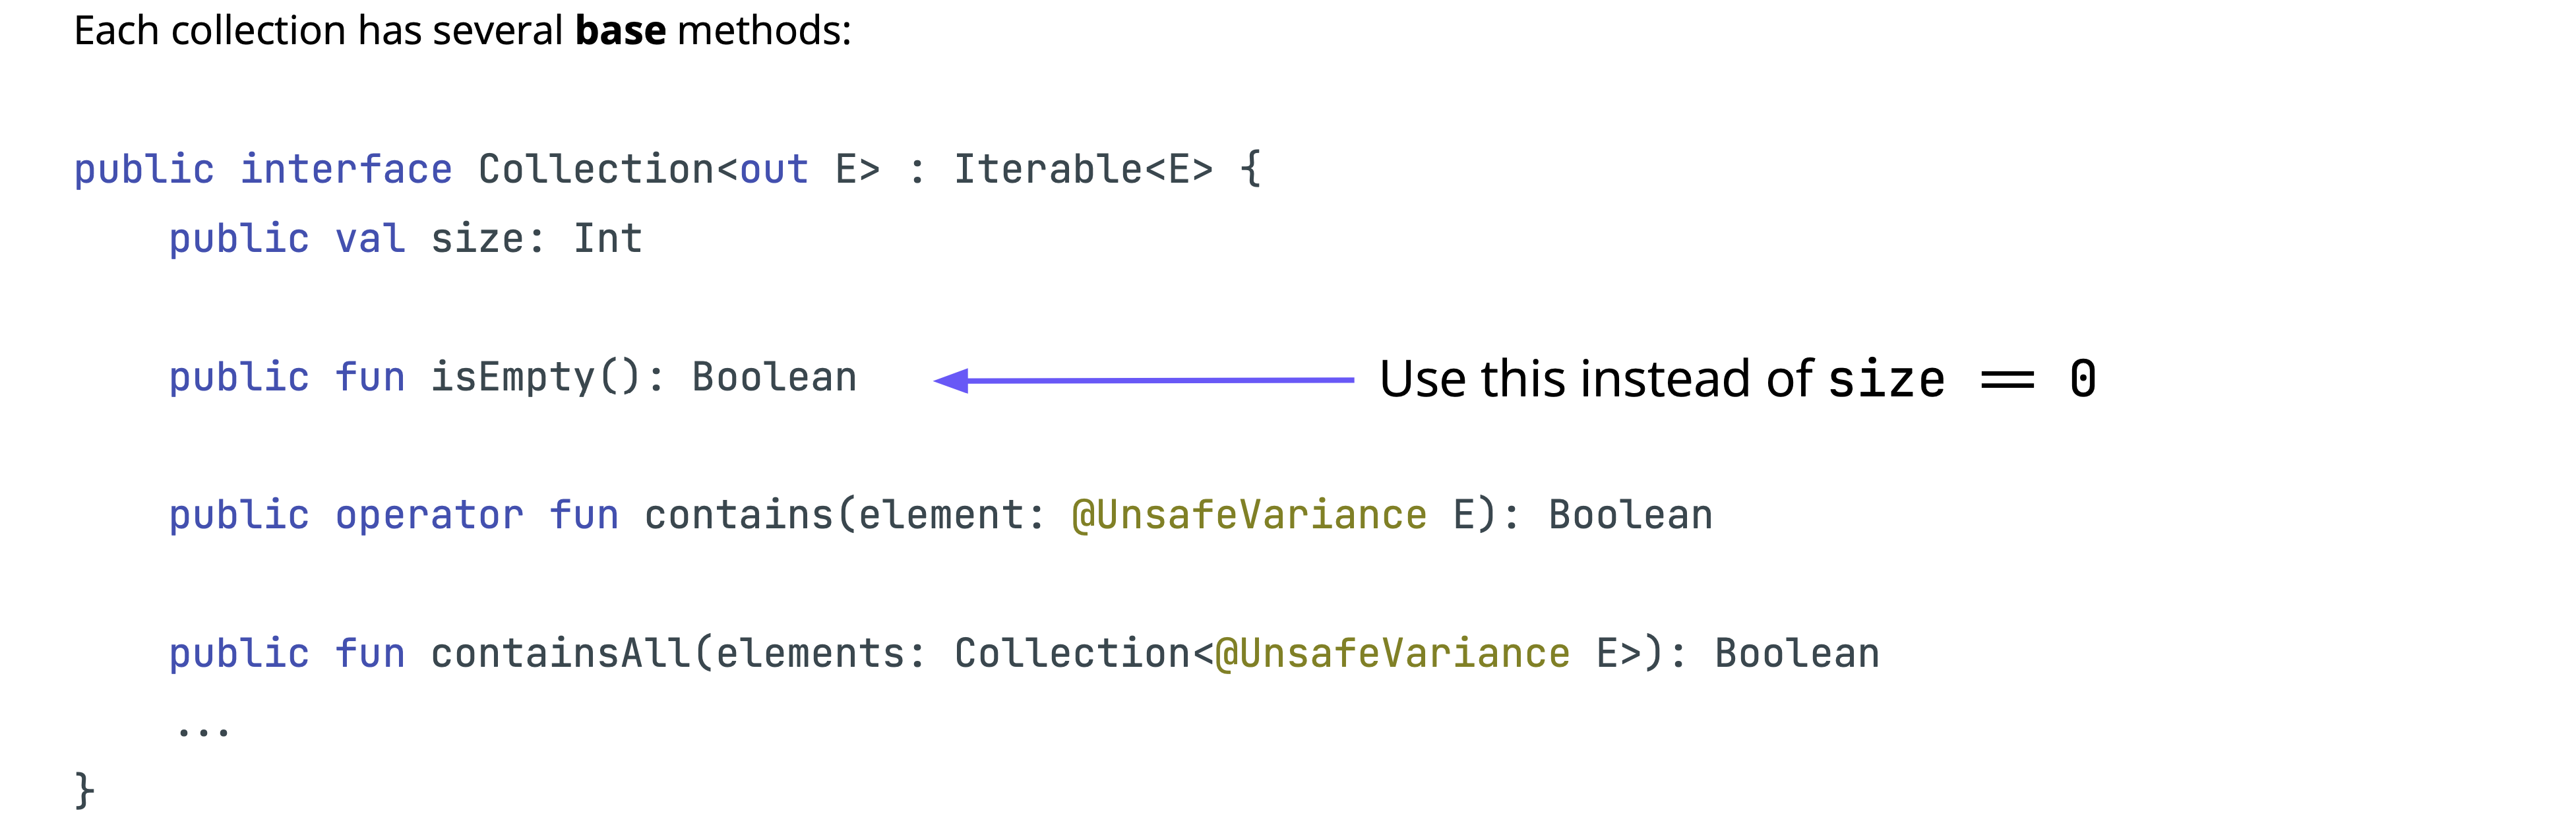 Each collection has several base methods:
public interface Collection<out E> : Iterable<E> {
    public val size: Int
    public fun isEmpty(): Boolean
Use this instead of size == 0
    public operator fun contains(element: @UnsafeVariance E): Boolean
    public fun containsAll(elements: Collection<@UnsafeVariance E>): Boolean
    ...
}